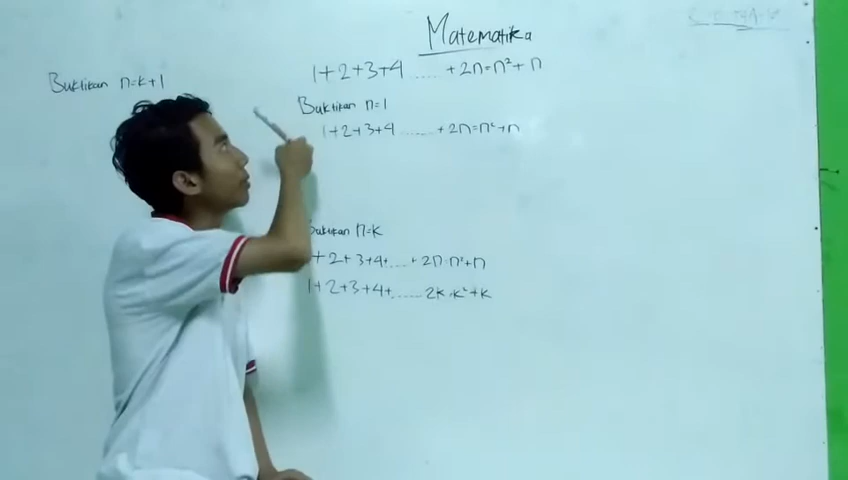 Matematika
Buktikan n=k+1
1+2+3+4 ..... +2n=n²+n
Buktikan n=1
1+2+3+4 ....... +2n=n²+n
Buktikan n=k
+2+3+4+....+2n n²+n
1+2+3+4+...... 2k k²+k